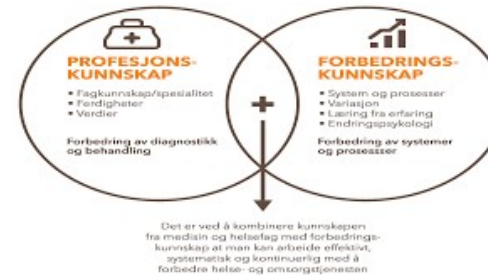 PROFESJONS-
KUNNSKAP
▪ Fagkunnskap/spesialitet
▪ Ferdigheter
▪ Verdier
Forbedring av diagnostikk
og behandling
+
FORBEDRINGS-
KUNNSKAP
▪ System og prosesser
▪ Variasjon
▪ Læring fra erfaring
▪ Endringspsykologi
Forbedring av systemer
og prosessser
Det er ved å kombinere kunnskapen
fra medisin og helsefag med forbedrings-
kunnskap at man kan arbeide effektivt,
systematisk og kontinuerlig med å
forbedre helse- og omsorgstjenesten